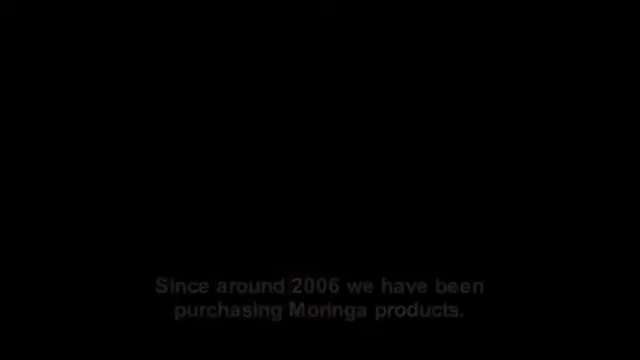 Since around 2006 we have been
purchasing Moringa products.